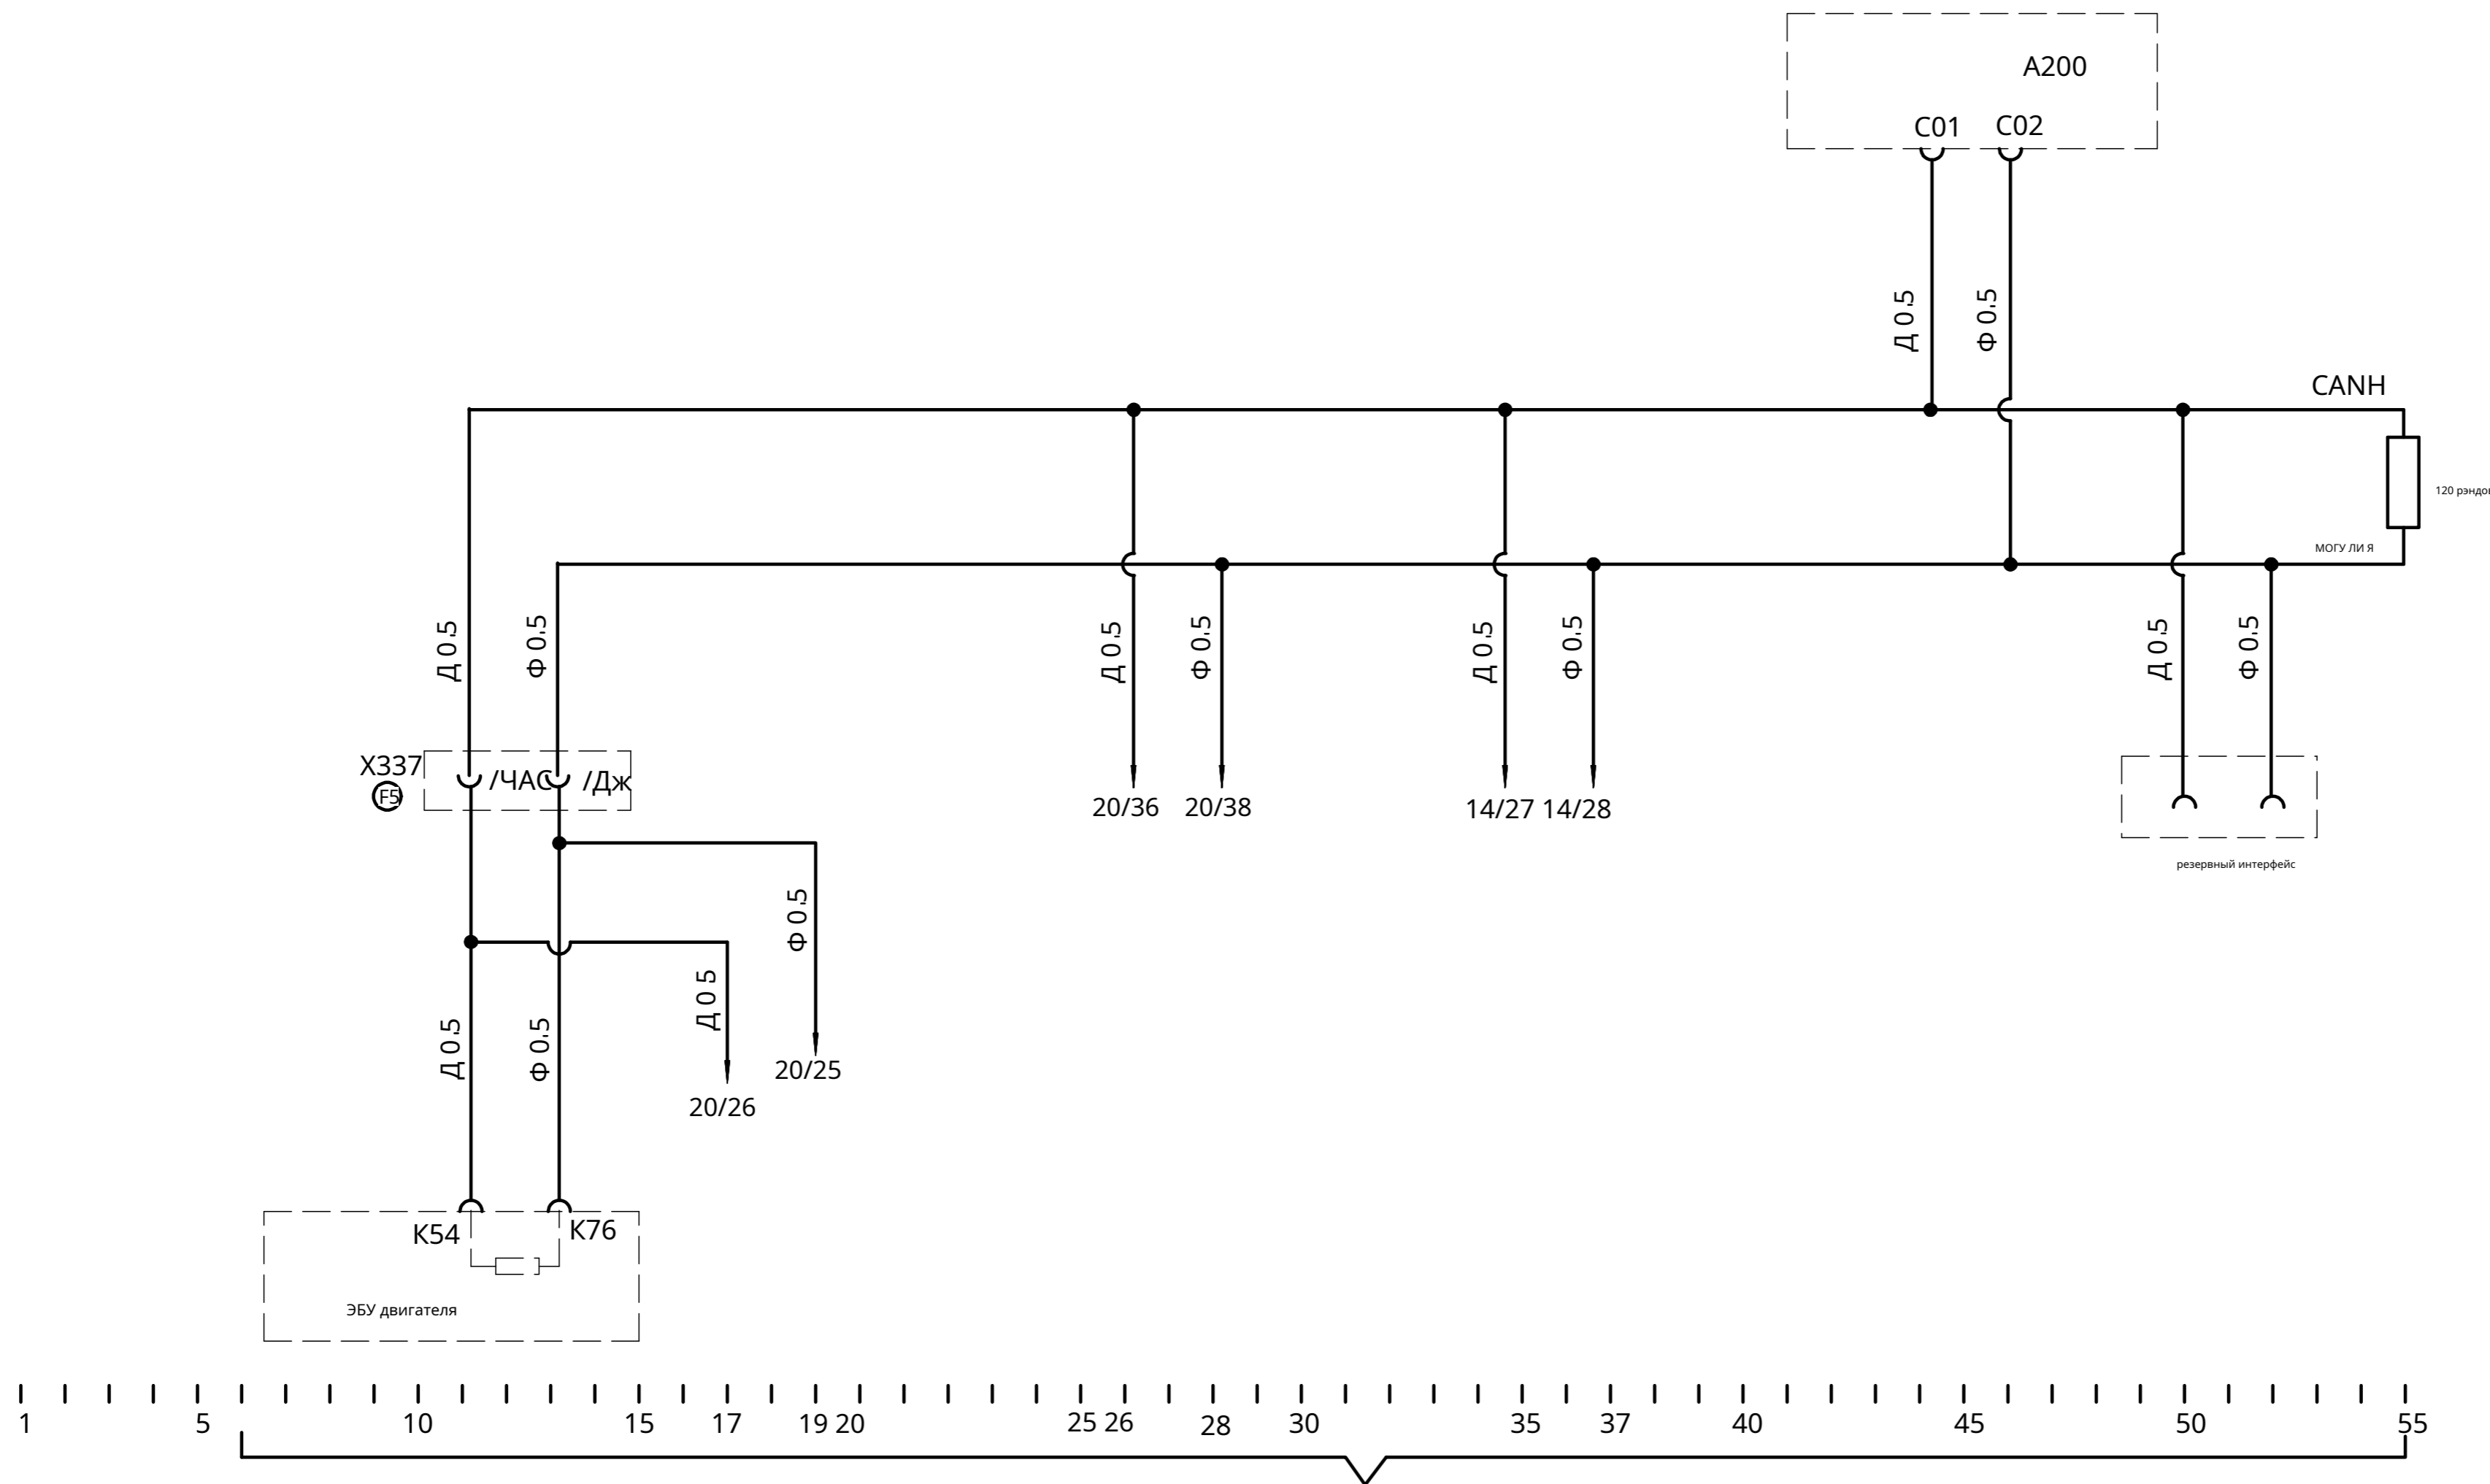 A200
C01 C02
Д 0.5
Ф 0.5
CANH
МОГУ ЛИ Я
Д 0.5
Ф 0.5
Д 0.5
Ф 0.5
Д 0.5
Ф 0.5
Д 0.5
Ф 0.5
X337
F5
/ЧАС
/Дж
20/36 20/38
14/27 14/28
резервный интерфейс
Ф 0.5
Д 0 5
Д 0.5
Ф 0.5
20/25
20/26
K54
K76
ЭБУ двигателя
1 5 10 15 17 19 20 25 26 28 30 35 37 40 45 50 55